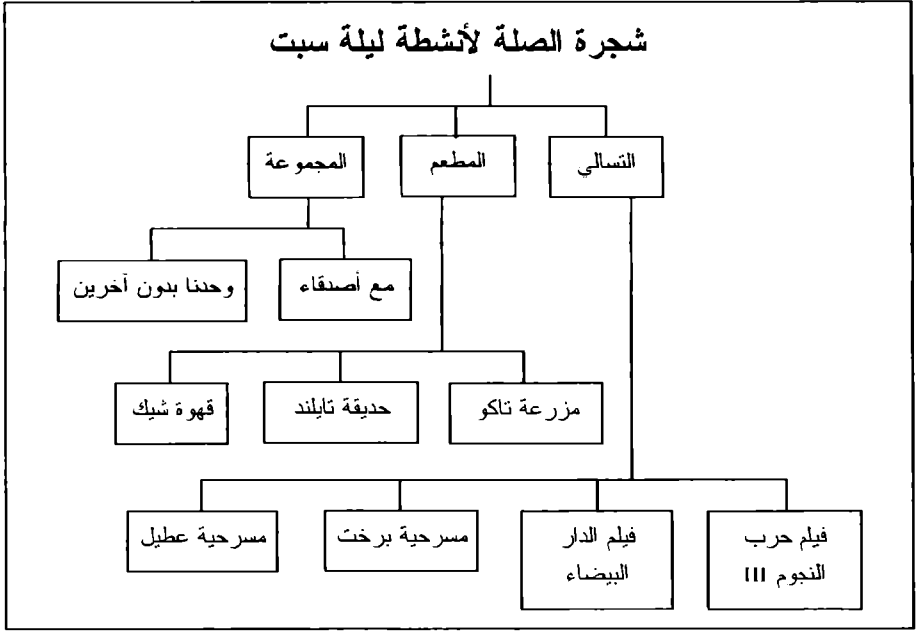 شجرة الصلة لأنشطة ليلة سبت
التسالي
المطعم
المجموعة
مع أصدقاء
وحدنا بدون آخرين
مزرعة تاكو
حديقة تايلند
قهوة شيك
فيلم حرب
النجوم III
فيلم الدار
البيضاء
مسرحية برخت
مسرحية عطيل